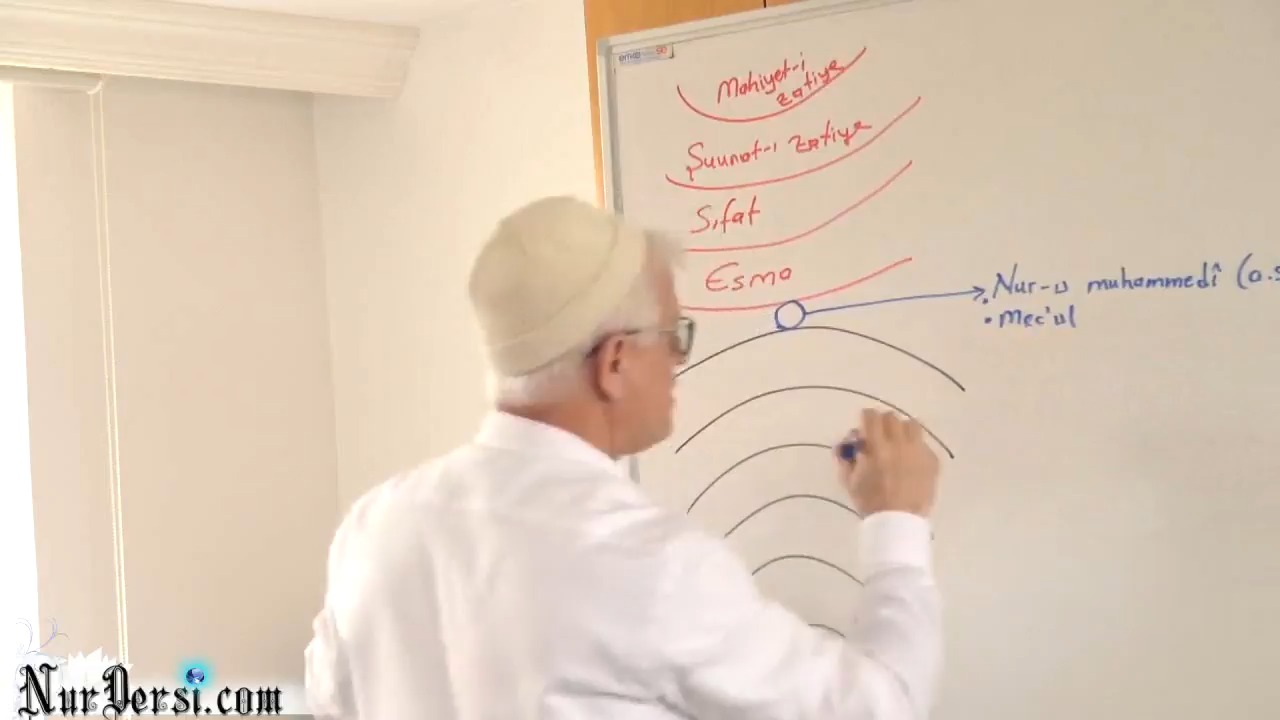 Mahiyet-i
zatiye
Şuunat-ı zatiye
Sıfat
Esma
Nur-u muhammedî (a.s
• mec'ul
NurDersi.com